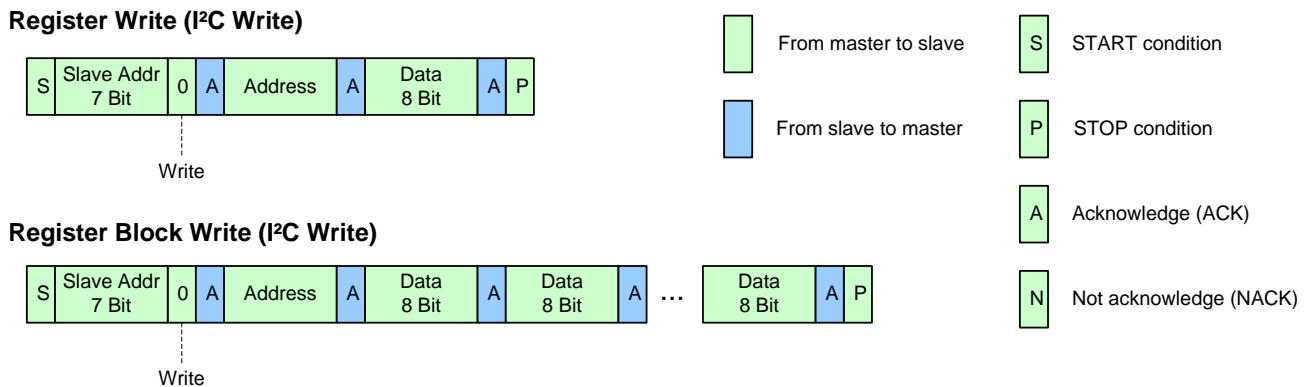 Register Write (I²C Write)
S Slave Addr 7 Bit 0 A Address A Data 8 Bit A P
Write
Register Block Write (I²C Write)
S Slave Addr 7 Bit 0 A Address A Data 8 Bit A Data 8 Bit A ... Data 8 Bit A P
Write
From master to slave
From slave to master
S START condition
P STOP condition
A Acknowledge (ACK)
N Not acknowledge (NACK)